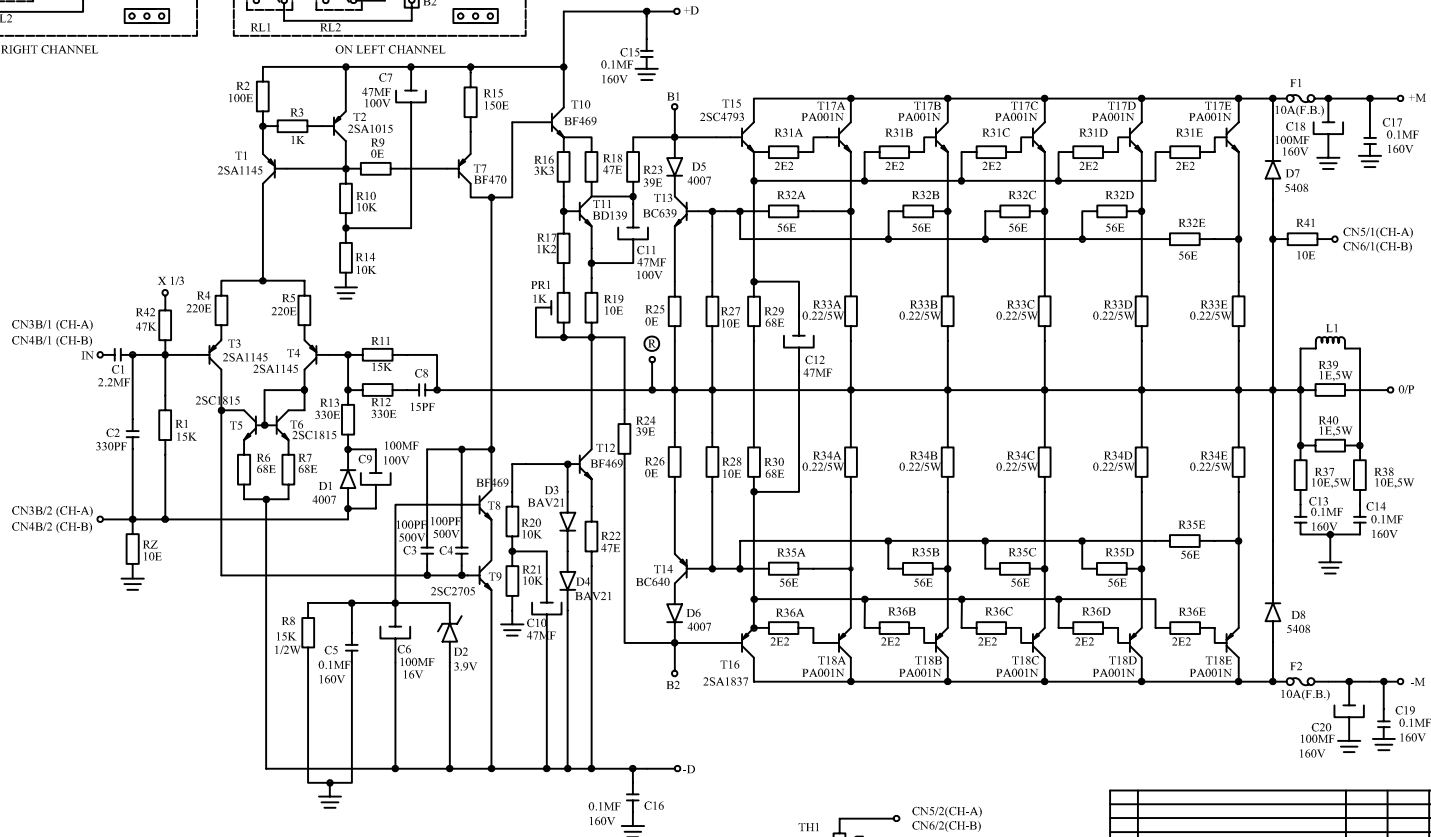 L2
RL1
RL2
B2
RIGHT CHANNEL
ON LEFT CHANNEL
+D
C15
0.1MF
160V
R2
100E
C7
47MF
100V
R15
150E
R3
1K
T2
2SA1015
T1
2SA1145
R9
0E
T7
BF470
R10
10K
R14
10K
T10
BF469
R16
3K3
R18
47E
R23
39E
T11
BD139
R17
1K2
C11
47MF
100V
PR1
1K
R19
10E
B1
D5
4007
T13
BC639
T15
2SC4793
T17A
PA001N
T17B
PA001N
T17C
PA001N
T17D
PA001N
T17E
PA001N
R31A
2E2
R31B
2E2
R31C
2E2
R31D
2E2
R31E
2E2
R32A
56E
R32B
56E
R32C
56E
R32D
56E
R32E
56E
F1
10A(F.B.)
+M
C18
100MF
160V
C17
0.1MF
160V
D7
5408
R41
10E
CN5/1(CH-A)
CN6/1(CH-B)
X 1/3
R42
47K
R4
220E
R5
220E
CN3B/1 (CH-A)
CN4B/1 (CH-B)
IN
C1
2.2MF
T3
2SA1145
T4
2SA1145
R11
15K
C8
15PF
R12
330E
R13
330E
R25
0E
R27
10E
R29
68E
R33A
0.22/5W
R33B
0.22/5W
R33C
0.22/5W
R33D
0.22/5W
R33E
0.22/5W
R
C12
47MF
L1
R39
1E,5W
0/P
R40
1E,5W
2SC1815
T5
T6
2SC1815
R6
68E
R7
68E
C2
330PF
R1
15K
100MF
100V
C9
D1
4007
R24
39E
T12
BF469
R26
0E
R28
10E
R30
68E
R34A
0.22/5W
R34B
0.22/5W
R34C
0.22/5W
R34D
0.22/5W
R34E
0.22/5W
R37
10E,5W
R38
10E,5W
C13
0.1MF
160V
C14
0.1MF
160V
CN3B/2 (CH-A)
CN4B/2 (CH-B)
RZ
10E
BF469
T8
100PF
500V
C3
100PF
500V
C4
T9
2SC2705
R20
10K
R21
10K
D3
BAV21
D4
BAV21
R22
47E
C10
47MF
T14
BC640
D6
4007
R35A
56E
R35B
56E
R35C
56E
R35D
56E
R35E
56E
R36A
2E2
R36B
2E2
R36C
2E2
R36D
2E2
R36E
2E2
R8
15K
1/2W
C5
0.1MF
160V
C6
100MF
16V
D2
3.9V
B2
T16
2SA1837
T18A
PA001N
T18B
PA001N
T18C
PA001N
T18D
PA001N
T18E
PA001N
D8
5408
F2
10A(F.B.)
-M
C20
100MF
160V
C19
0.1MF
160V
-D
0.1MF
160V
C16
TH1
CN5/2(CH-A)
CN6/2(CH-B)